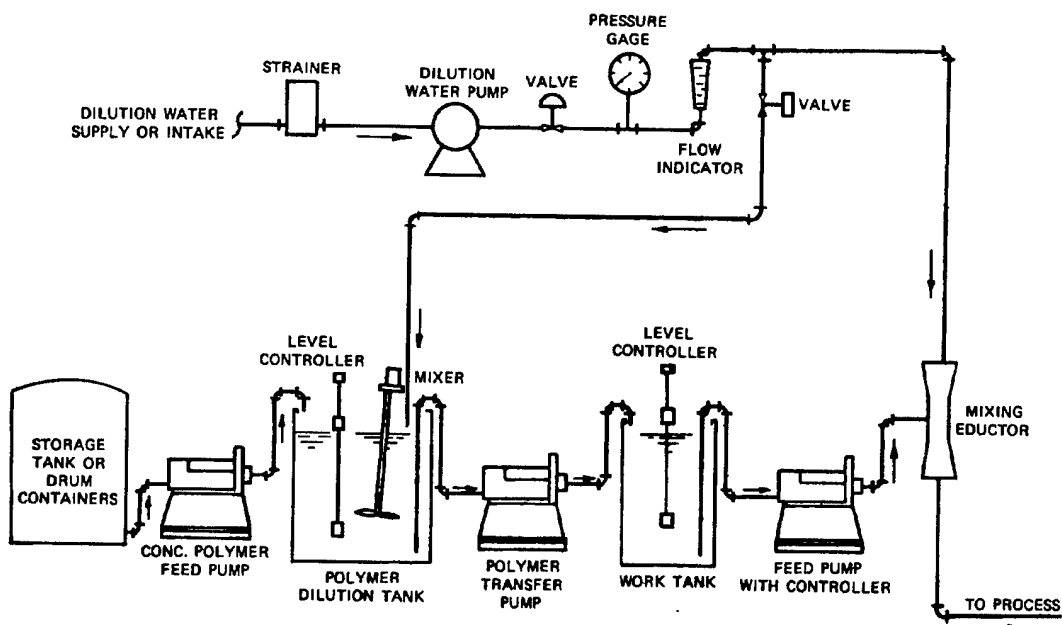 PRESSURE
GAGE
STRAINER
DILUTION
WATER PUMP
VALVE
DILUTION WATER
SUPPLY OR INTAKE
VALVE
FLOW
INDICATOR
LEVEL
CONTROLLER
MIXER
LEVEL
CONTROLLER
MIXING
EDUCTOR
STORAGE
TANK OR
DRUM
CONTAINERS
CONC. POLYMER
FEED PUMP
POLYMER
DILUTION TANK
POLYMER
TRANSFER
PUMP
WORK TANK
FEED PUMP
WITH CONTROLLER
TO PROCESS